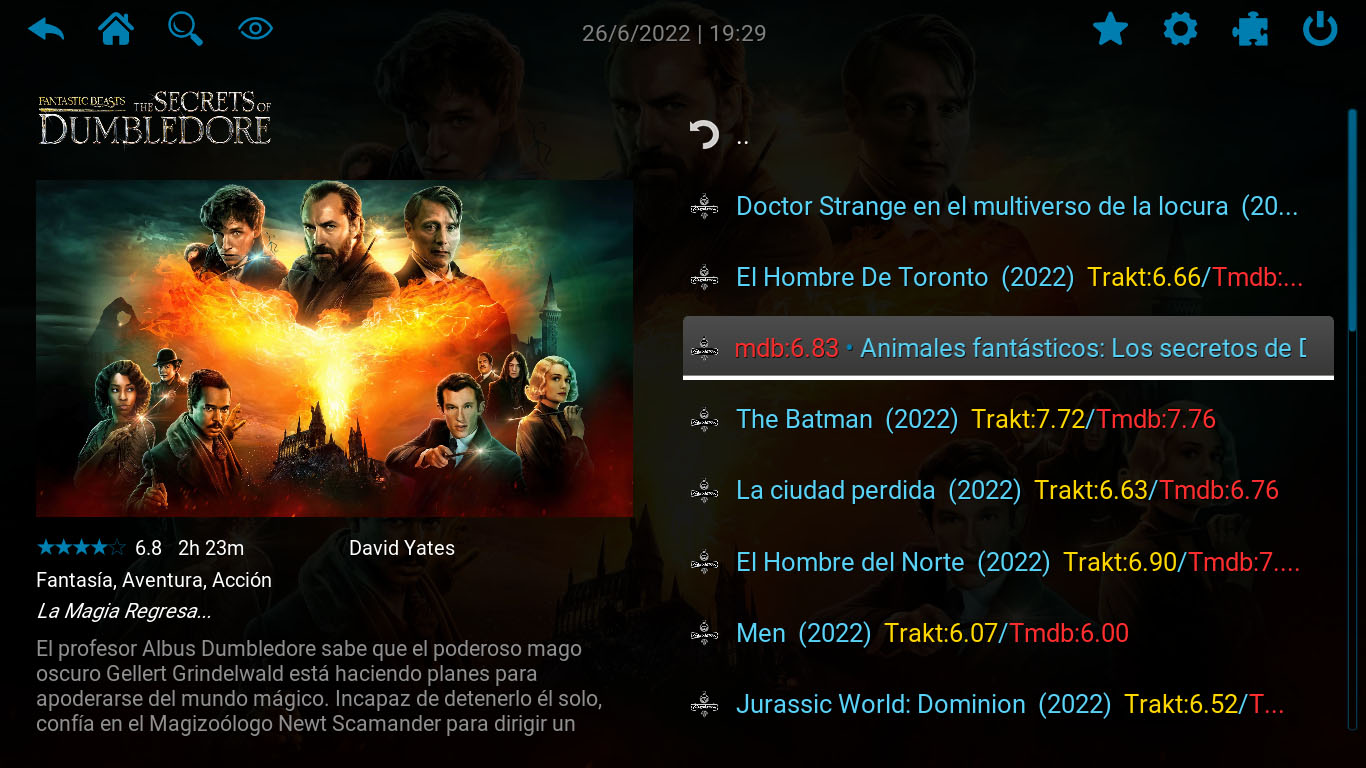 26/6/2022 | 19:29
FANTASTIC BEASTS THE SECRETS OF
DUMBLEDORE
6.8 2h 23m David Yates
Fantasía, Aventura, Acción
La Magia Regresa...
El profesor Albus Dumbledore sabe que el poderoso mago
oscuro Gellert Grindelwald está haciendo planes para
apoderarse del mundo mágico. Incapaz de detenerlo él solo,
confía en el Magizoólogo Newt Scamander para dirigir un
..
Doctor Strange en el multiverso de la locura (20...
El Hombre De Toronto (2022) Trakt:6.66/Tmdb:...
mdb:6.83 • Animales fantásticos: Los secretos de D
The Batman (2022) Trakt:7.72/Tmdb:7.76
La ciudad perdida (2022) Trakt:6.63/Tmdb:6.76
El Hombre del Norte (2022) Trakt:6.90/Tmdb:7....
Men (2022) Trakt:6.07/Tmdb:6.00
Jurassic World: Dominion (2022) Trakt:6.52/T...